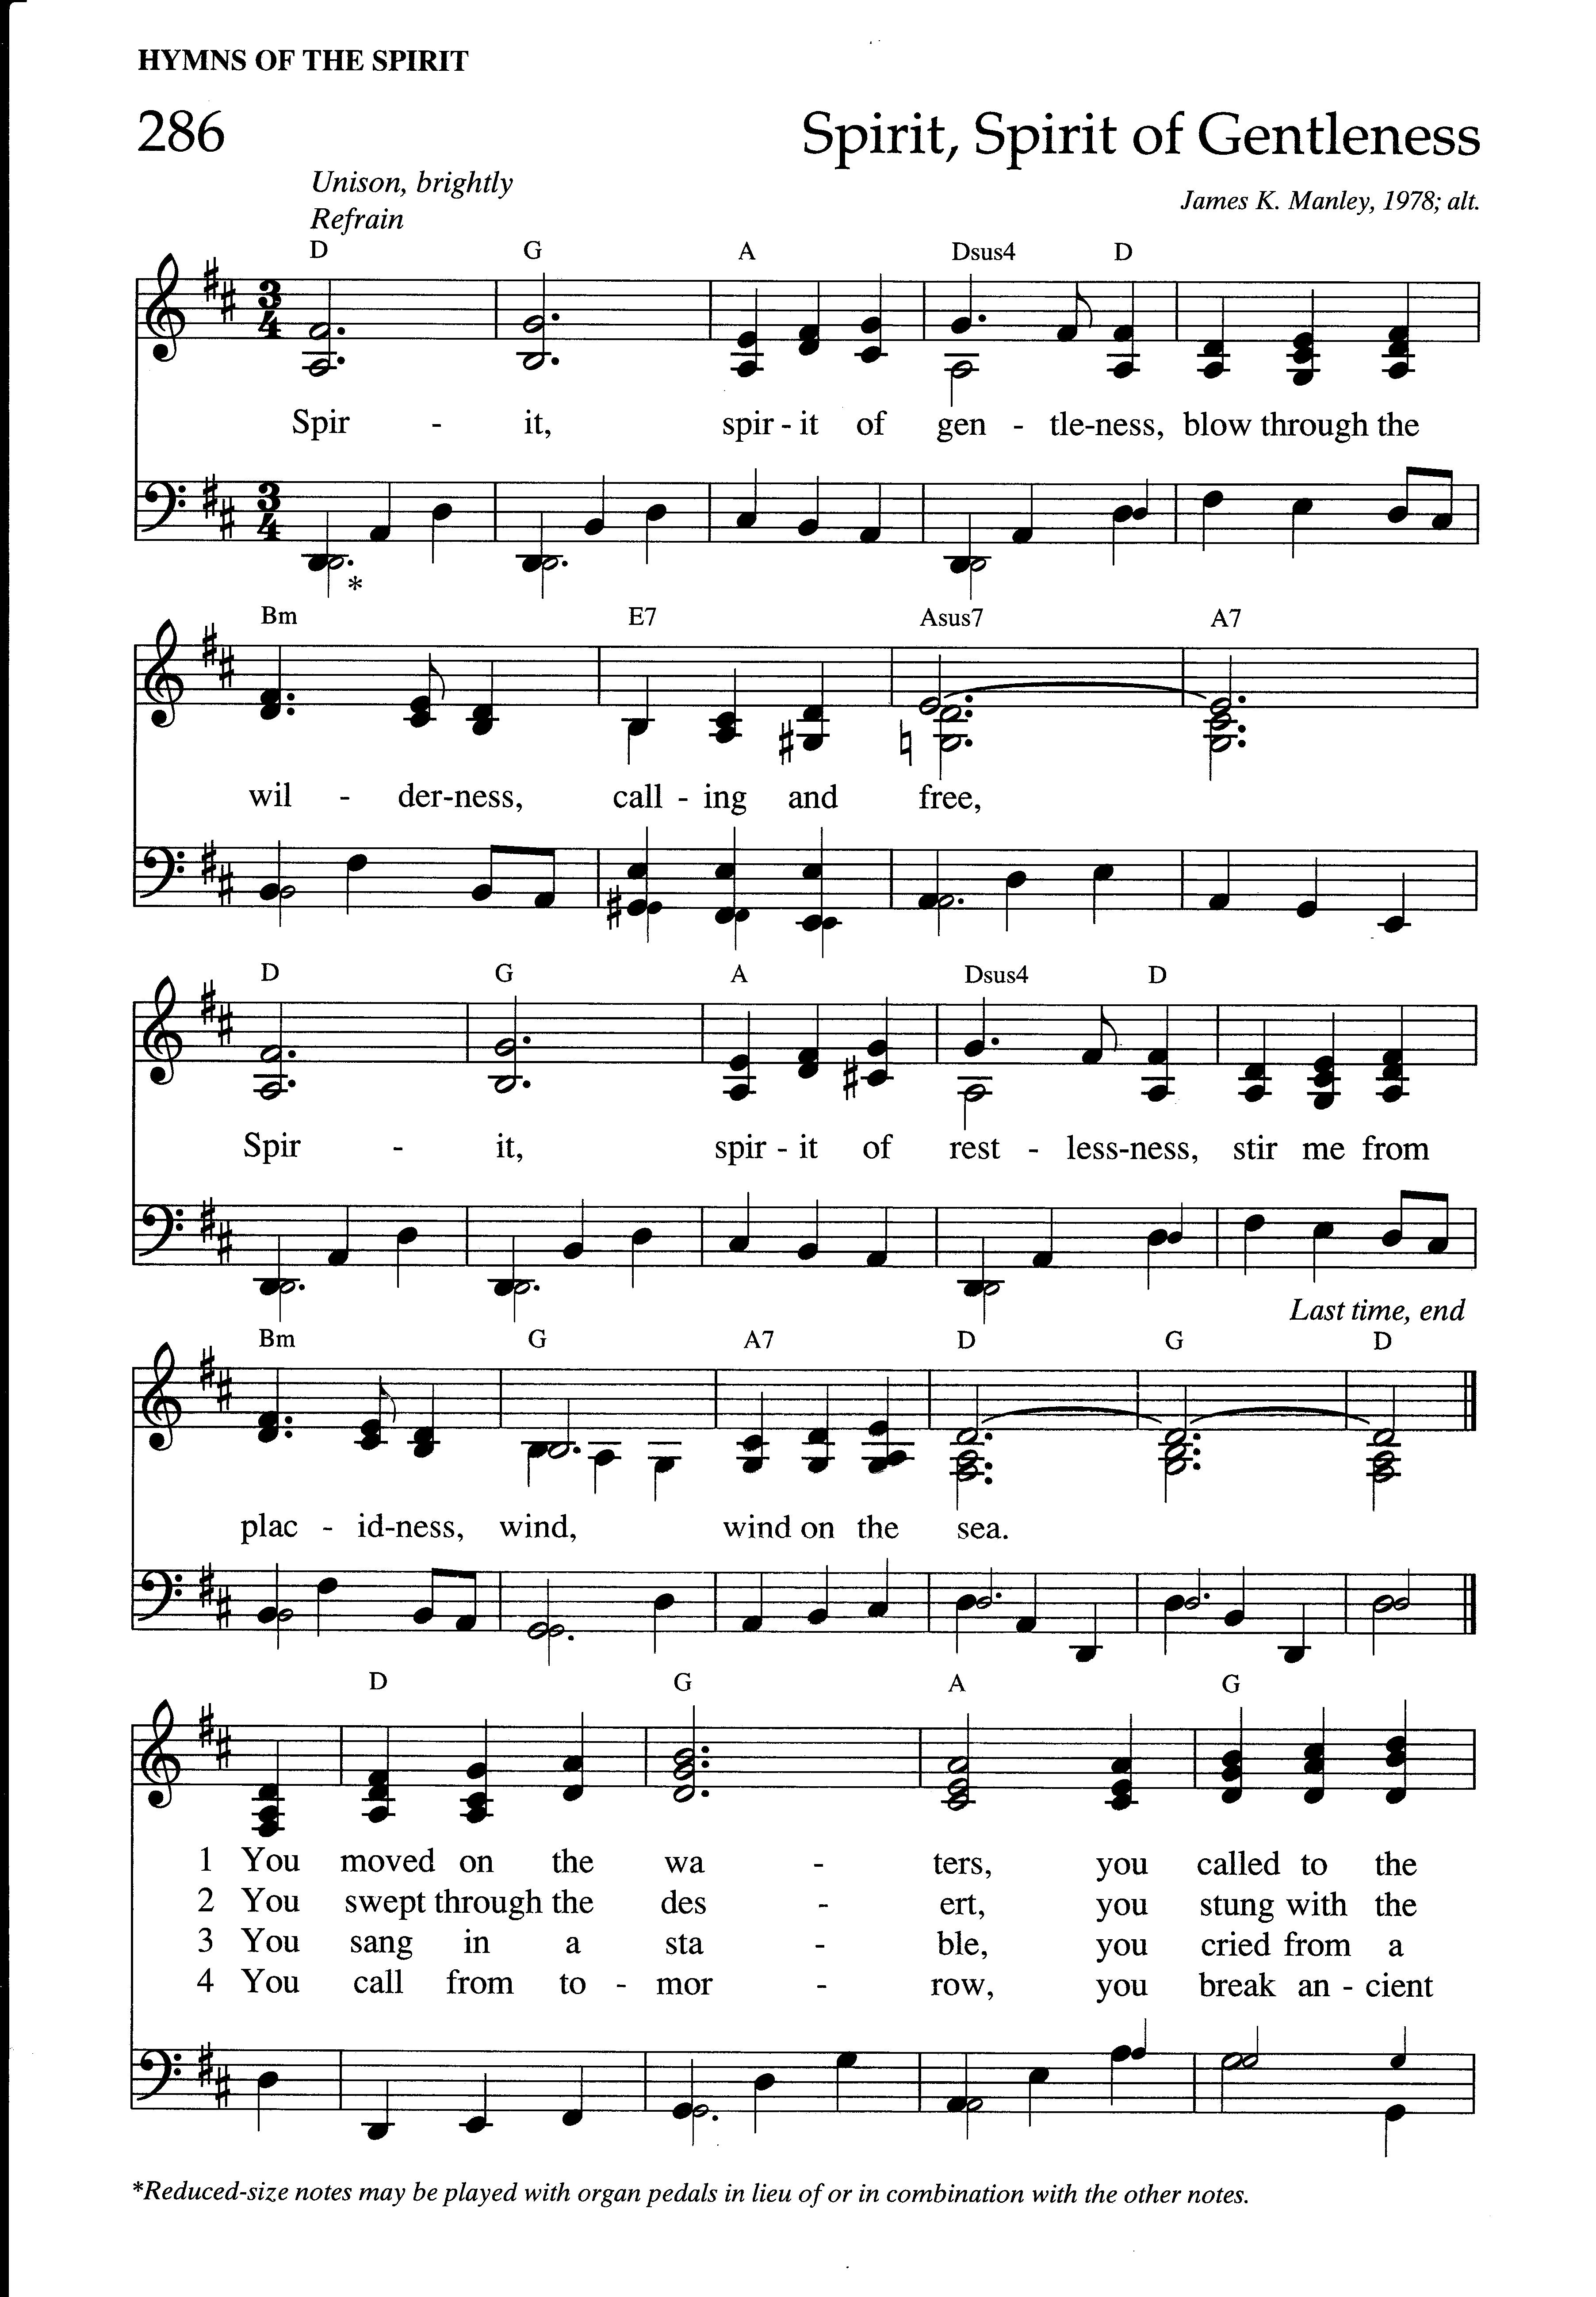 HYMNS OF THE SPIRIT
286 Spirit, Spirit of Gentleness
Unison, brightly
James K. Manley, 1978; alt.
Refrain
D G A Dsus4 D
3 4
Spir - it, spir - it of gen - tle-ness, blow through the
3 4
*
Bm E7 Asus7 A7
wil - der-ness, call - ing and free,
D G A Dsus4 D
Spir - it, spir - it of rest - less-ness, stir me from
Last time, end
Bm G A7 D G D
plac - id-ness, wind, wind on the sea.
D G A G
1 You moved on the wa - ters, you called to the
2 You swept through the des - ert, you stung with the
3 You sang in a sta - ble, you cried from a
4 You call from to - mor - row, you break an - cient
*Reduced-size notes may be played with organ pedals in lieu of or in combination with the other notes.